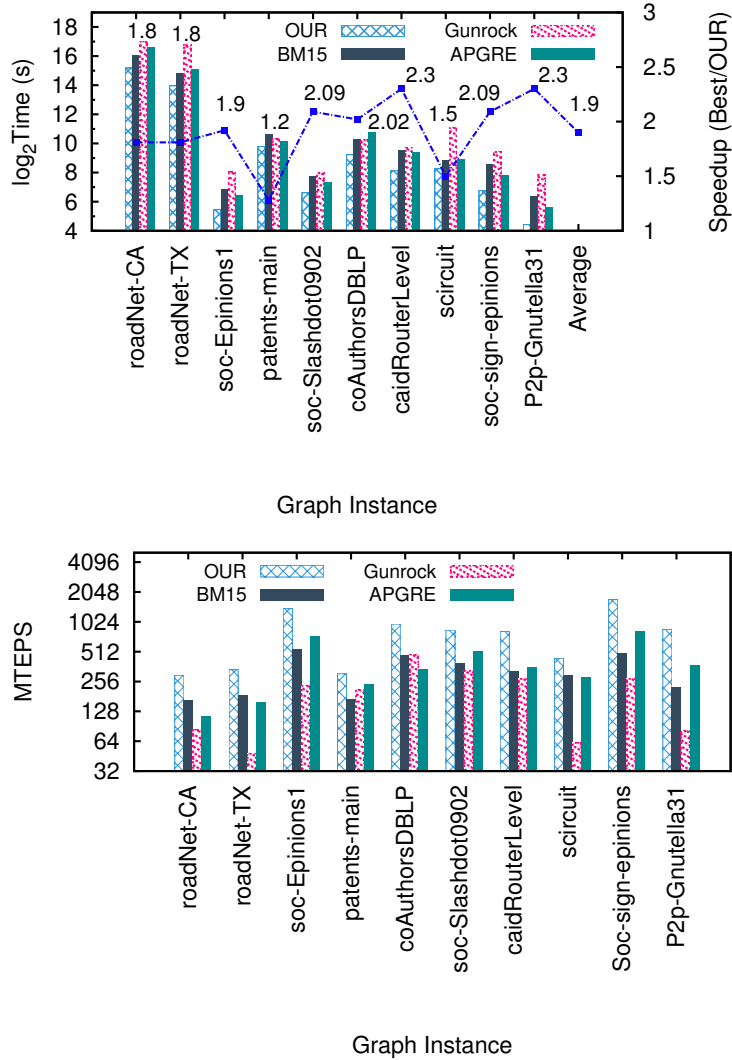 log₂Time (s)
18
16
14
12
10
8
6
4
OUR
BM15
Gunrock
APGRE
1.8
1.8
1.9
1.2
2.09
2.02
2.3
1.5
2.09
2.3
1.9
3
2.5
2
1.5
1
Speedup (Best/OUR)
roadNet-CA
roadNet-TX
soc-Epinions1
patents-main
soc-Slashdot0902
coAuthorsDBLP
caidRouterLevel
scircuit
soc-sign-epinions
P2p-Gnutella31
Average
Graph Instance
MTEPS
4096
2048
1024
512
256
128
64
32
OUR
BM15
Gunrock
APGRE
roadNet-CA
roadNet-TX
soc-Epinions1
patents-main
coAuthorsDBLP
soc-Slashdot0902
caidRouterLevel
scircuit
Soc-sign-epinions
P2p-Gnutella31
Graph Instance